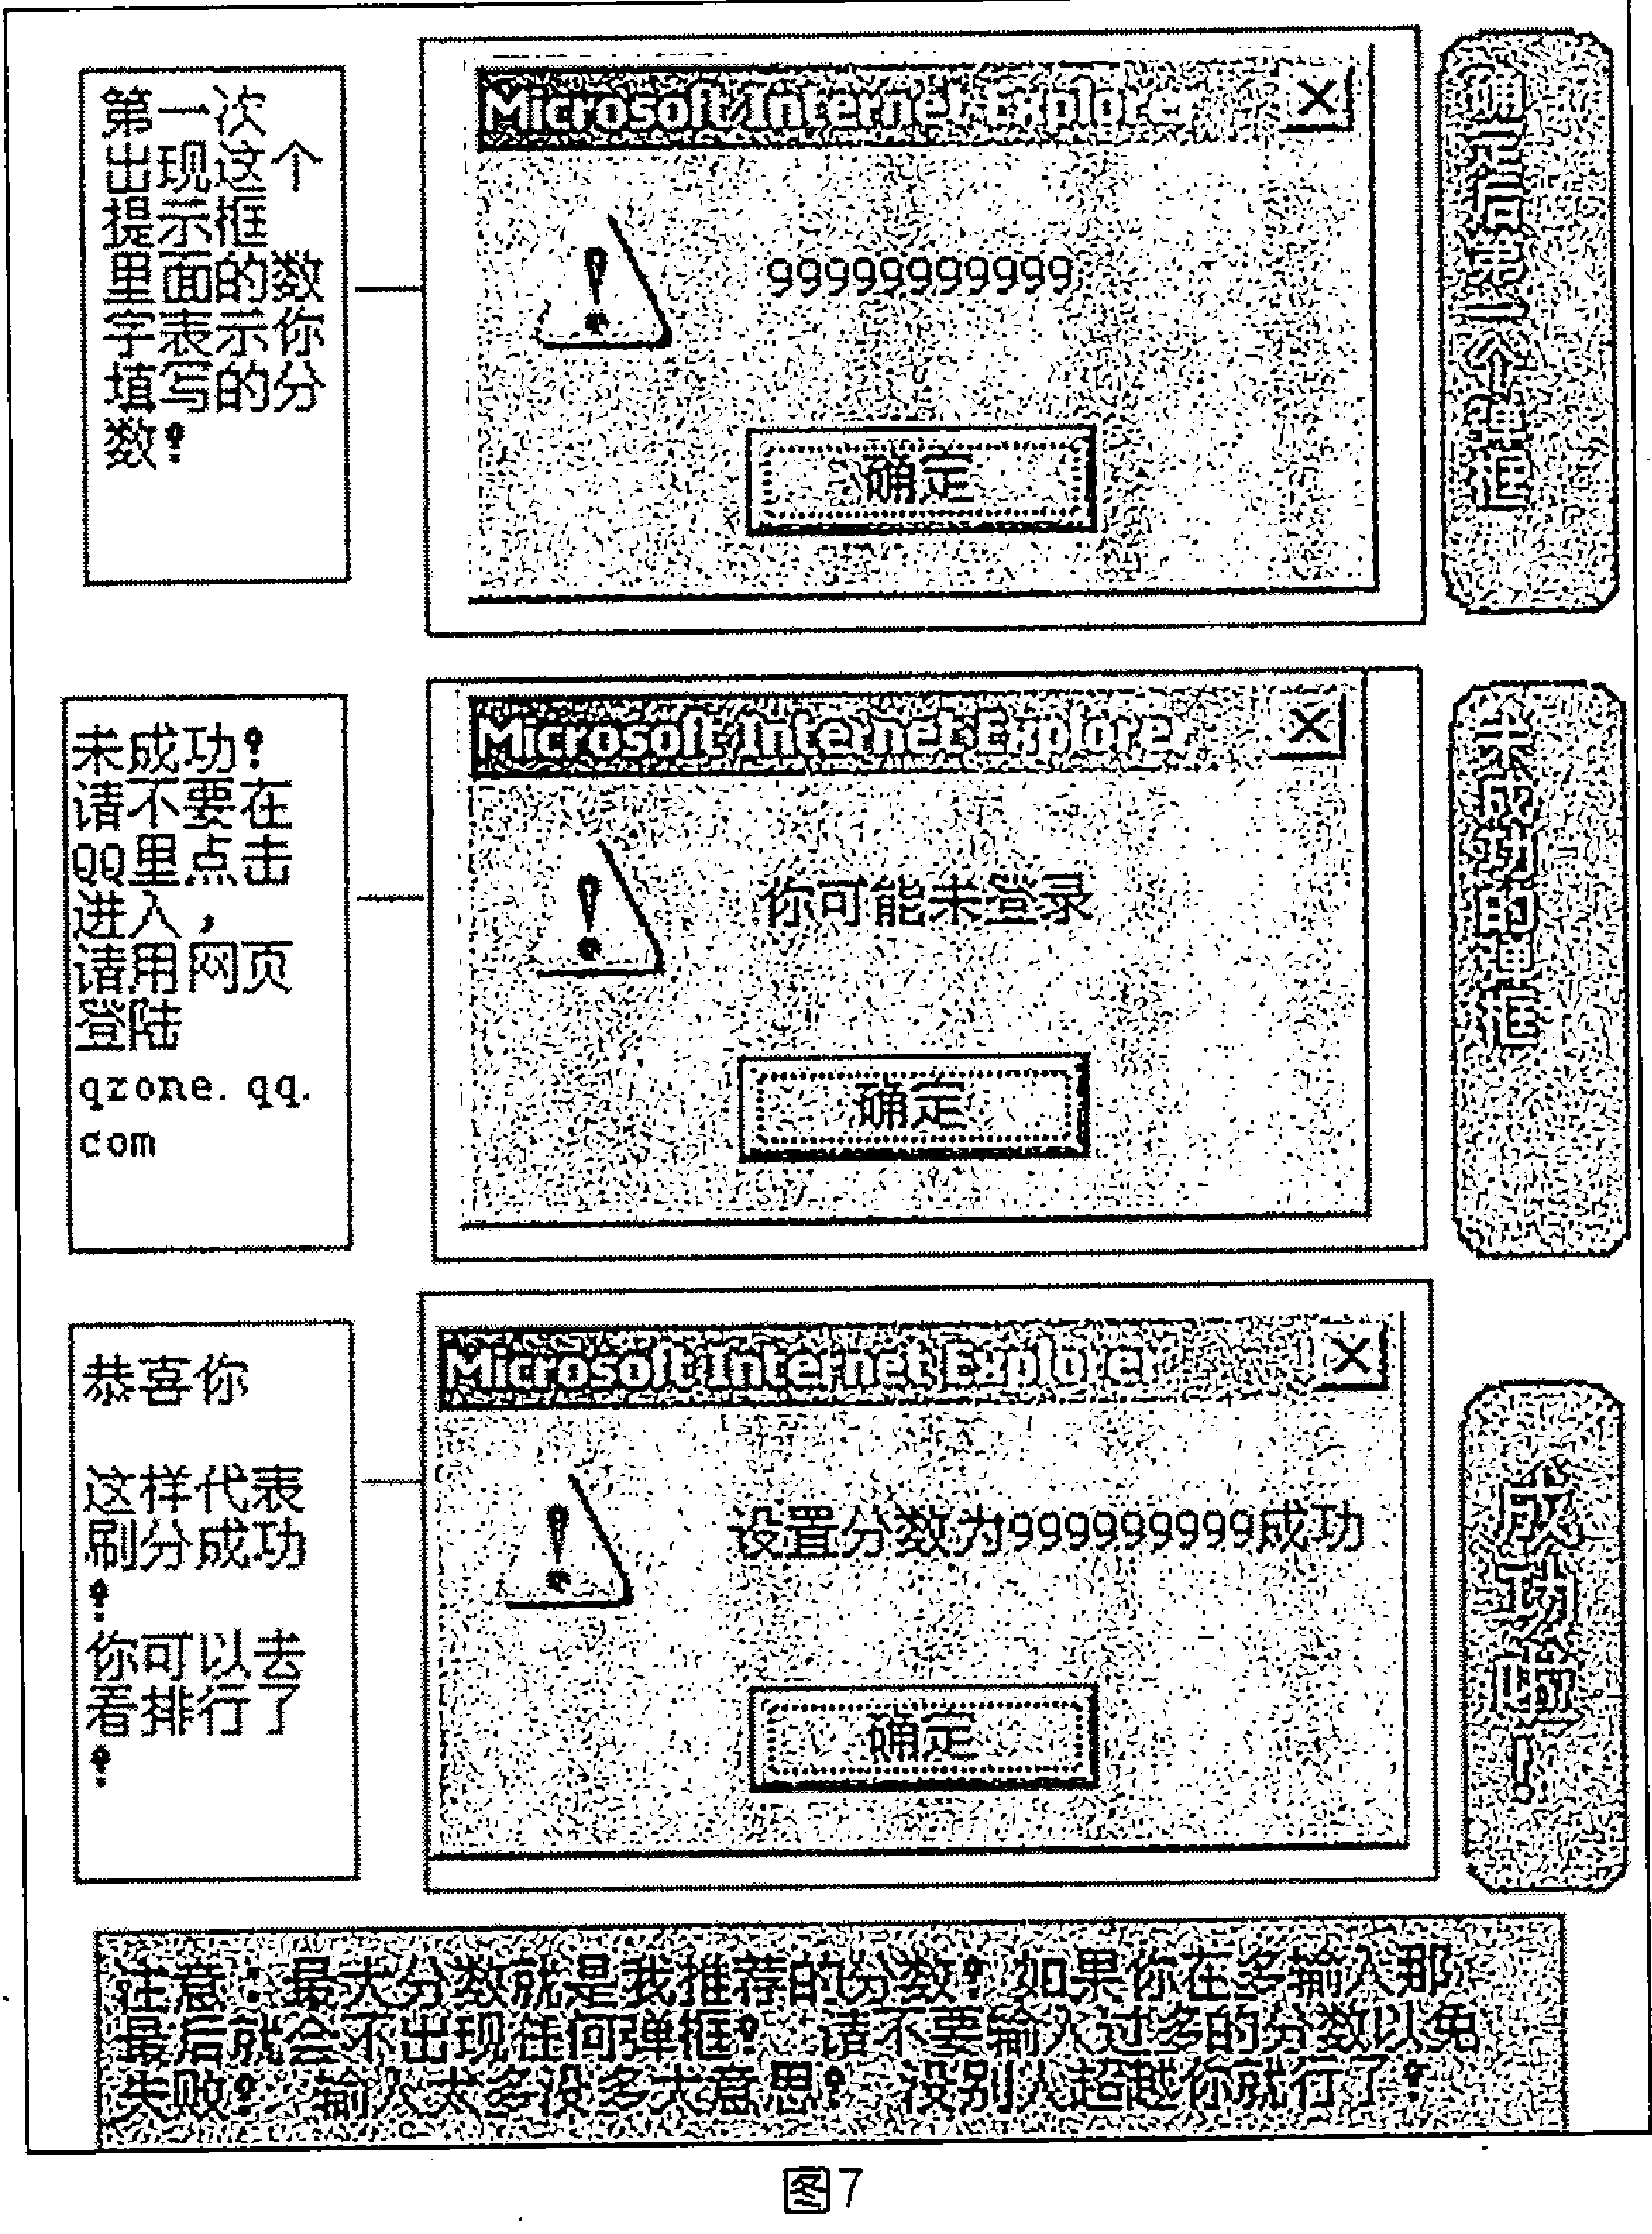 第一次
出现这个
提示框
里面的数
字表示你
填写的分
数！
Microsoft Internet Explorer
99999999999
确定
确定后第一个弹框
未成功！
请不要在
QQ里点击
进入，
请用网页
登陆
qzone.qq.
com
Microsoft Internet Explorer
你可能未登录
确定
未成功的弹框
恭喜你
这样代表
刷分成功
！
你可以去
看排行了
！
Microsoft Internet Explorer
设置分数为999999999成功
确定
成功啦！
注意：最大分数就是我推荐的分数！如果你在多输入那
最后就会不出现任何弹框！ 请不要输入过多的分数以免
失败！ 输入太多没多大意思！ 没别人超越你就行了！
图7